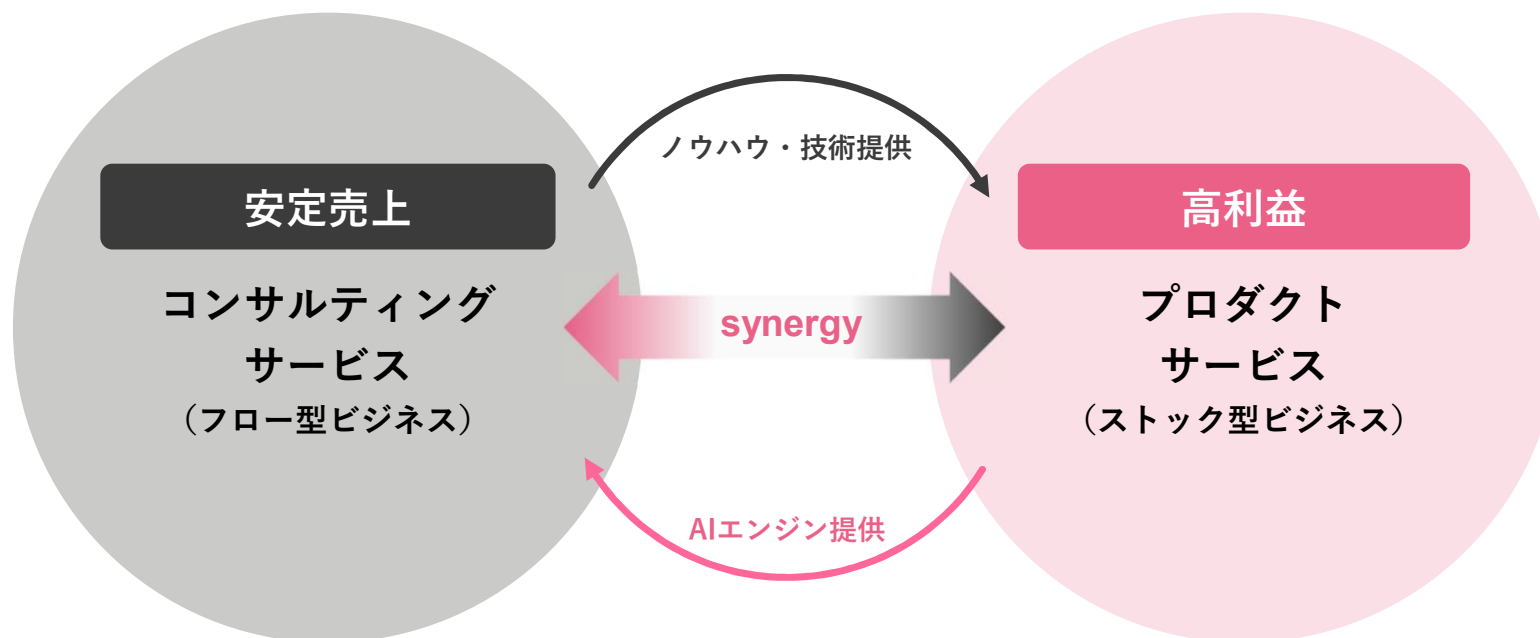 ノウハウ・技術提供
安定売上
コンサルティング
サービス
（フロー型ビジネス）
synergy
高利益
プロダクト
サービス
（ストック型ビジネス）
AIエンジン提供